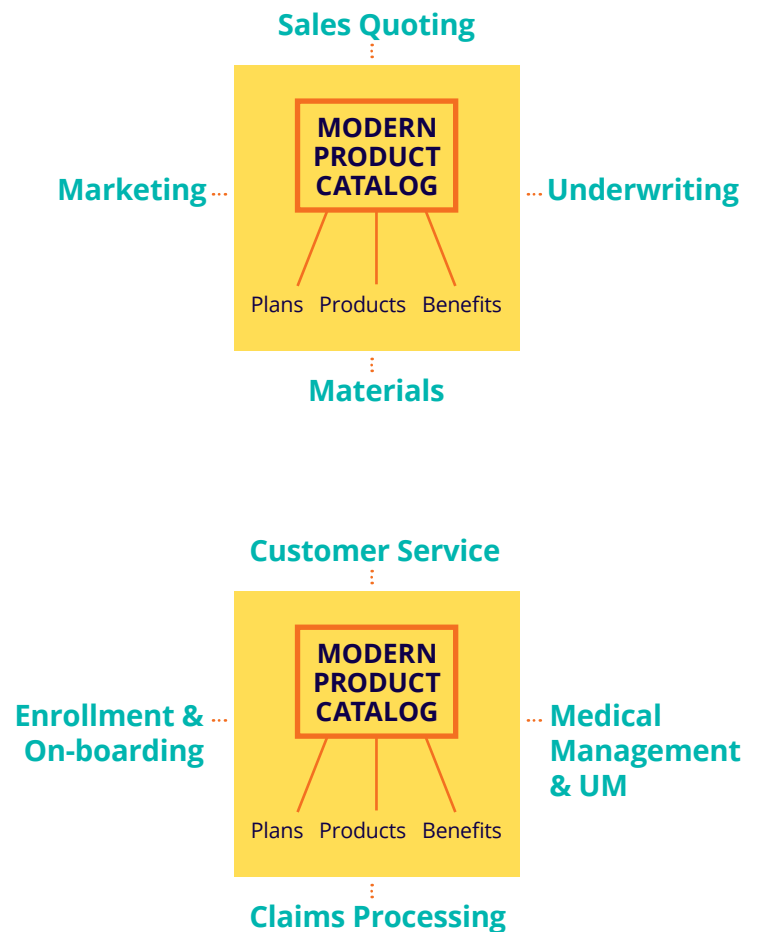 Sales Quoting
MODERN
PRODUCT
CATALOG
Marketing
Underwriting
Plans Products Benefits
Materials
Customer Service
MODERN
PRODUCT
CATALOG
Enrollment &
On-boarding
Medical
Management
& UM
Plans Products Benefits
Claims Processing